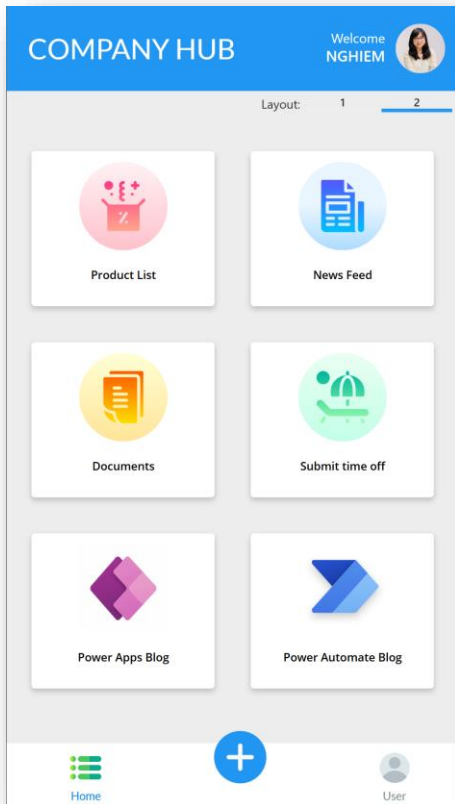 COMPANY HUB
Welcome
NGHIEM
Layout: 1 2
Product List
News Feed
Documents
Submit time off
Power Apps Blog
Power Automate Blog
Home
User